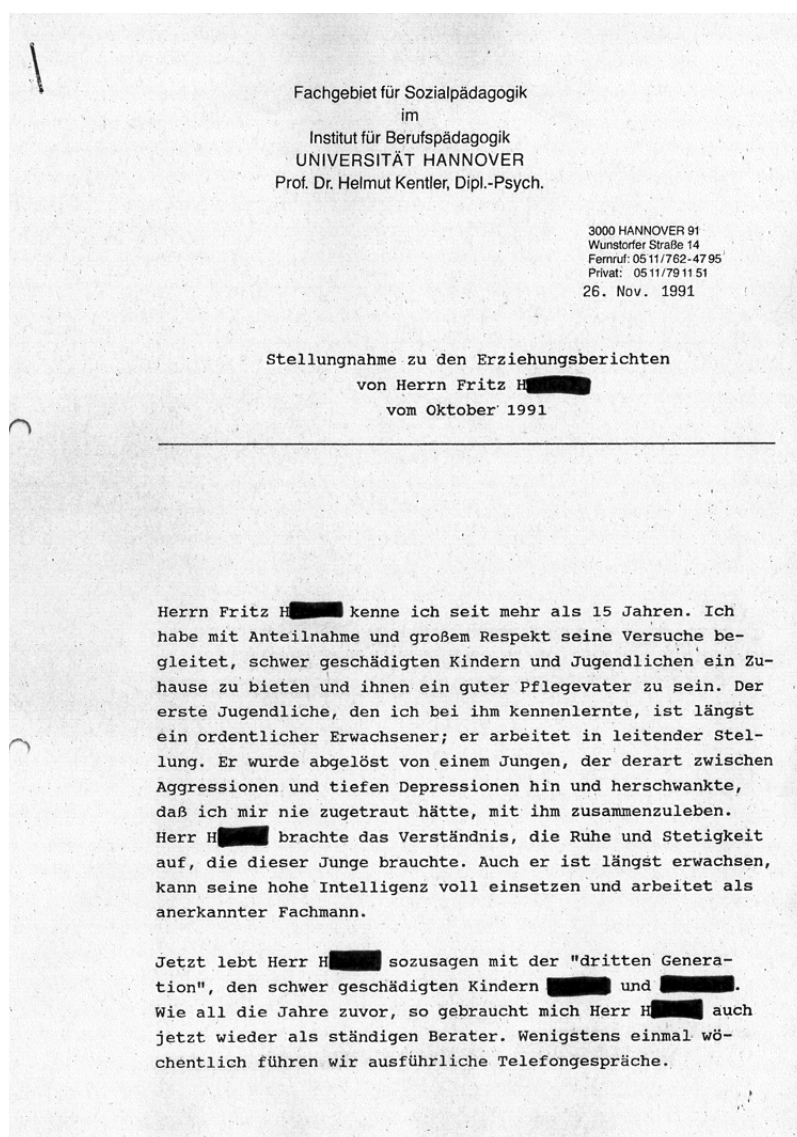 Fachgebiet für Sozialpädagogik
im
Institut für Berufspädagogik
UNIVERSITÄT HANNOVER
Prof. Dr. Helmut Kentler, Dipl.-Psych.
3000 HANNOVER 91
Wunstorfer Straße 14
Fernruf: 05 11/762-47 95
Privat: 05 11/79 11 51
26. Nov. 1991
Stellungnahme zu den Erziehungsberichten
von Herrn Fritz H
vom Oktober 1991
Herrn Fritz H kenne ich seit mehr als 15 Jahren. Ich
habe mit Anteilnahme und großem Respekt seine Versuche be-
gleitet, schwer geschädigten Kindern und Jugendlichen ein Zu-
hause zu bieten und ihnen ein guter Pflegevater zu sein. Der
erste Jugendliche, den ich bei ihm kennenlernte, ist längst
ein ordentlicher Erwachsener; er arbeitet in leitender Stel-
lung. Er wurde abgelöst von einem Jungen, der derart zwischen
Aggressionen und tiefen Depressionen hin und herschwankte,
daß ich mir nie zugetraut hätte, mit ihm zusammenzuleben.
Herr H brachte das Verständnis, die Ruhe und Stetigkeit
auf, die dieser Junge brauchte. Auch er ist längst erwachsen,
kann seine hohe Intelligenz voll einsetzen und arbeitet als
anerkannter Fachmann.
Jetzt lebt Herr H sozusagen mit der "dritten Genera-
tion", den schwer geschädigten Kindern und .
Wie all die Jahre zuvor, so gebraucht mich Herr H auch
jetzt wieder als ständigen Berater. Wenigstens einmal wö-
chentlich führen wir ausführliche Telefongespräche.